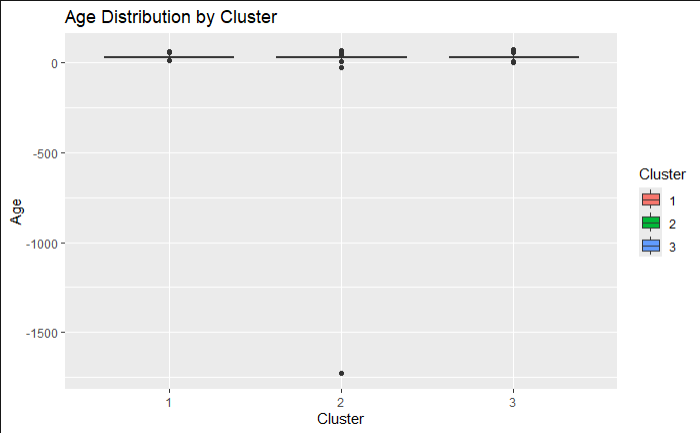 Age Distribution by Cluster
0
-500
-1000
-1500
Age
1 2 3
Cluster
Cluster
1
2
3